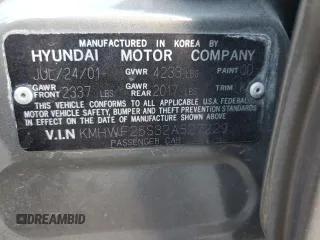 MANUFACTURED IN KOREA BY
HYUNDAI MOTOR COMPANY
JUL/24/01 GVWR 4233 LBS PAINT
GAWR FRONT 2337 LBS GAWR REAR 2017 LBS TRIM
THIS VEHICLE CONFORMS TO ALL APPLICABLE U.S.A. FEDERAL
MOTOR VEHICLE SAFETY, BUMPER AND THEFT PREVENTION STANDARDS
IN EFFECT ON THE DATE OF MANUFACTURE SHOWN ABOVE.
V.I.N
PASSENGER CAR
DREAMBID